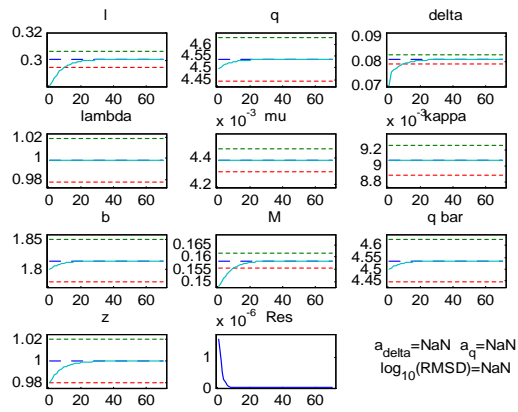 I q delta
0.32 4.6 0.09
0.3 4.55 0.08
4.5
4.45 0.07
0 20 40 60 0 20 40 60 0 20 40 60
lambda x 10-3 mu x 10-3 kappa
1.02 4.4 9.2
1 9
0.98 4.2 8.8
0 20 40 60 0 20 40 60 0 20 40 60
b M q bar
1.85 0.165 4.6
0.16 4.55
1.8 0.155 4.5
0.15 4.45
0 20 40 60 0 20 40 60 0 20 40 60
z x 10-6 Res
1.02
1 1
0.98 0
0 20 40 60 0 20 40 60
adelta=NaN aq=NaN
log10(RMSD)=NaN